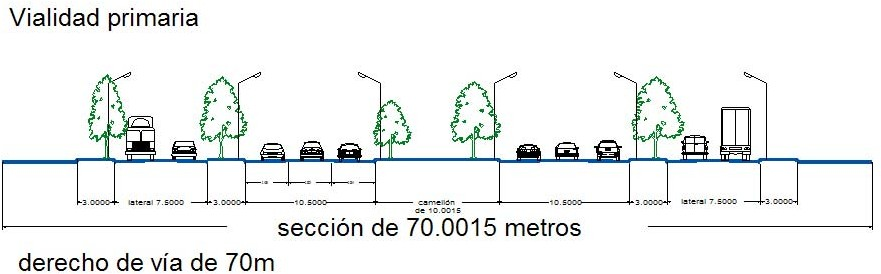 Vialidad primaria
3.0000 lateral 7.5000 3.0000 10.5000 camellón 10.5000 3.0000 lateral 7.5000 3.0000
de 10.0015
sección de 70.0015 metros
derecho de vía de 70m